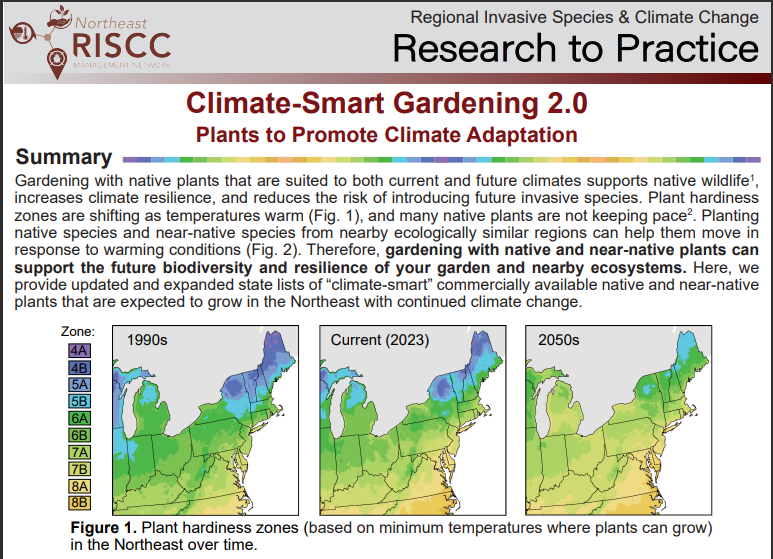 Northeast
RISCC
MANAGEMENT NETWORK
Regional Invasive Species & Climate Change
Research to Practice
Climate-Smart Gardening 2.0
Plants to Promote Climate Adaptation
Summary
Gardening with native plants that are suited to both current and future climates supports native wildlife¹,
increases climate resilience, and reduces the risk of introducing future invasive species. Plant hardiness
zones are shifting as temperatures warm (Fig. 1), and many native plants are not keeping pace². Planting
native species and near-native species from nearby ecologically similar regions can help them move in
response to warming conditions (Fig. 2). Therefore, gardening with native and near-native plants can
support the future biodiversity and resilience of your garden and nearby ecosystems. Here, we
provide updated and expanded state lists of “climate-smart” commercially available native and near-native
plants that are expected to grow in the Northeast with continued climate change.
Zone:
4A
4B
5A
5B
6A
6B
7A
7B
8A
8B
1990s
Current (2023)
2050s
Figure 1. Plant hardiness zones (based on minimum temperatures where plants can grow)
in the Northeast over time.